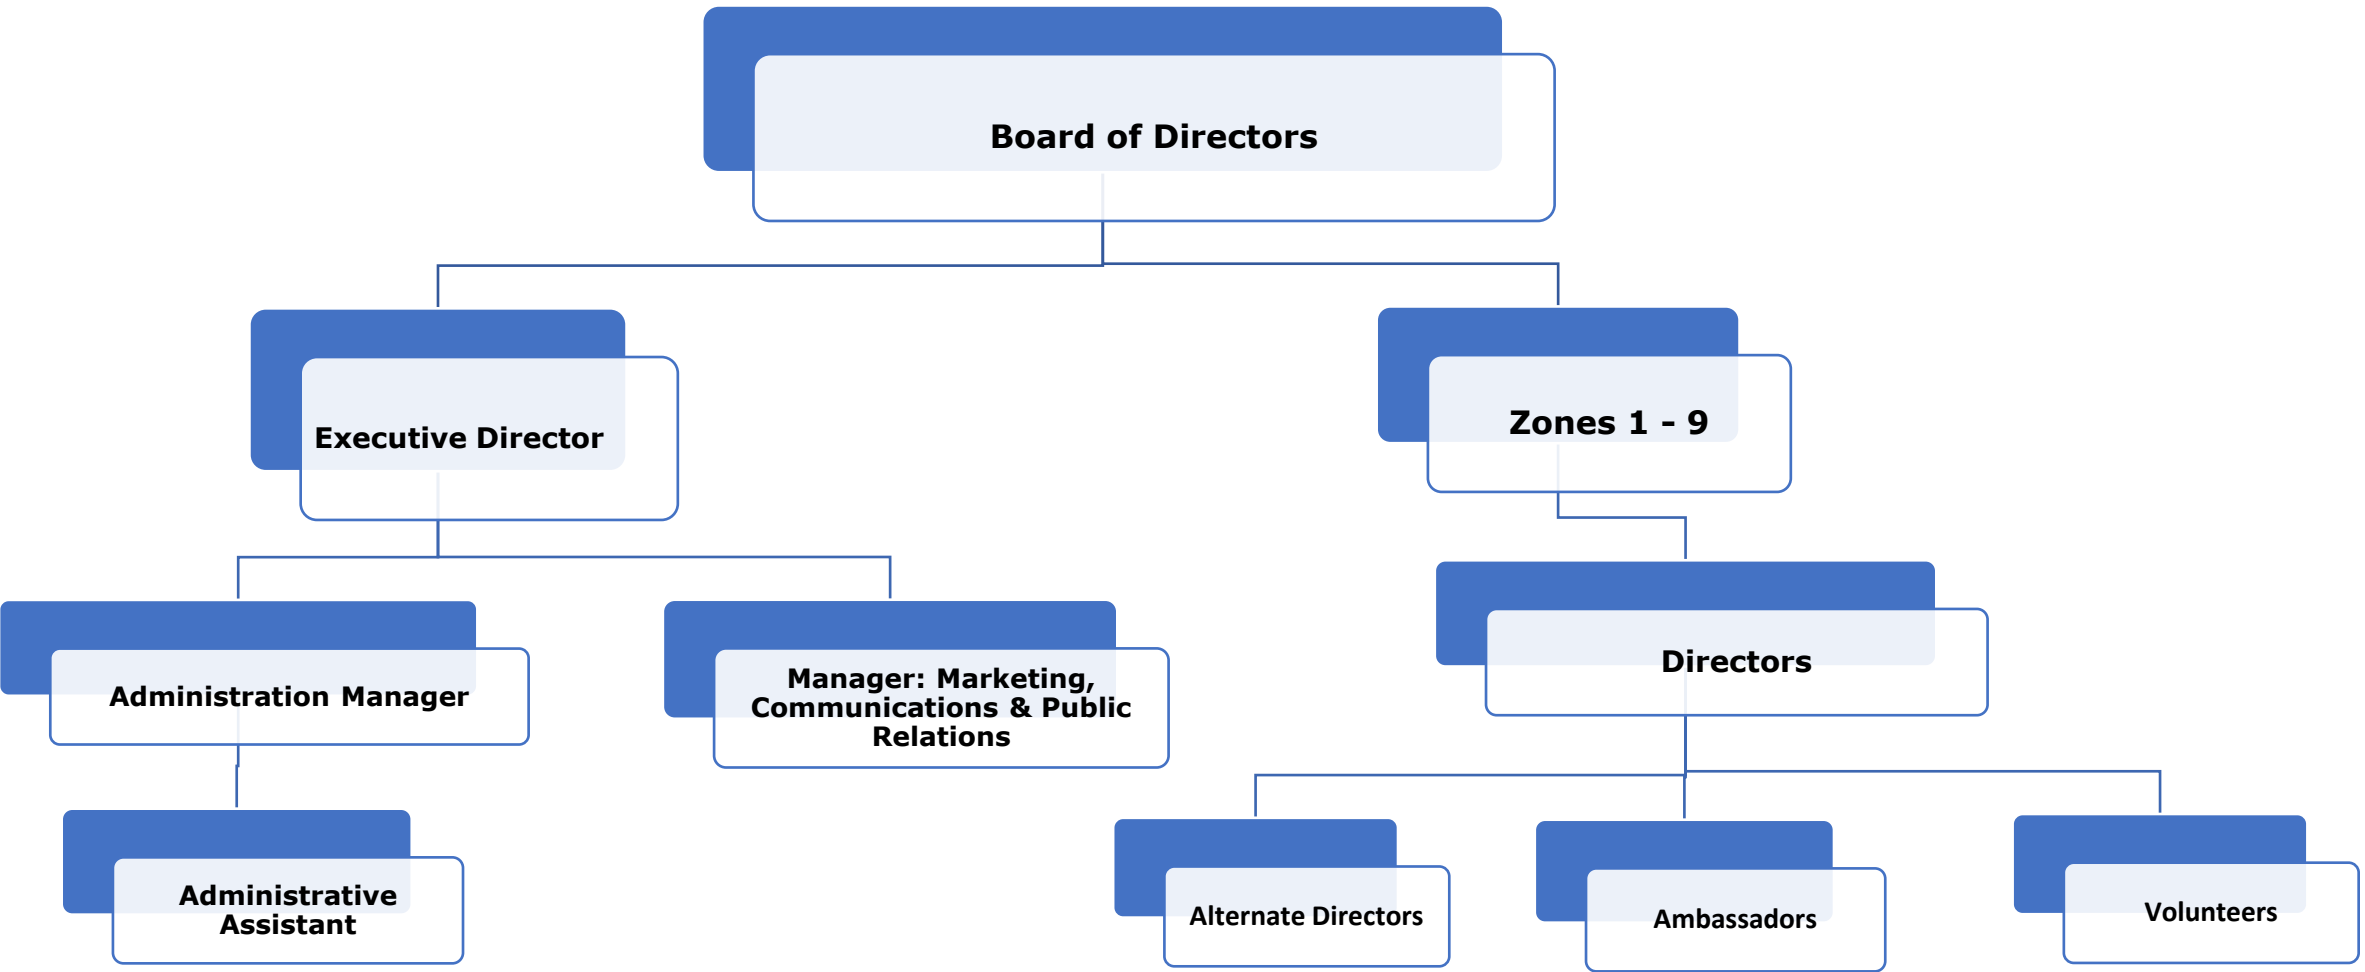 Board of Directors
Executive Director
Zones 1 - 9
Administration Manager
Manager: Marketing,
Communications & Public
Relations
Directors
Administrative
Assistant
Alternate Directors
Ambassadors
Volunteers